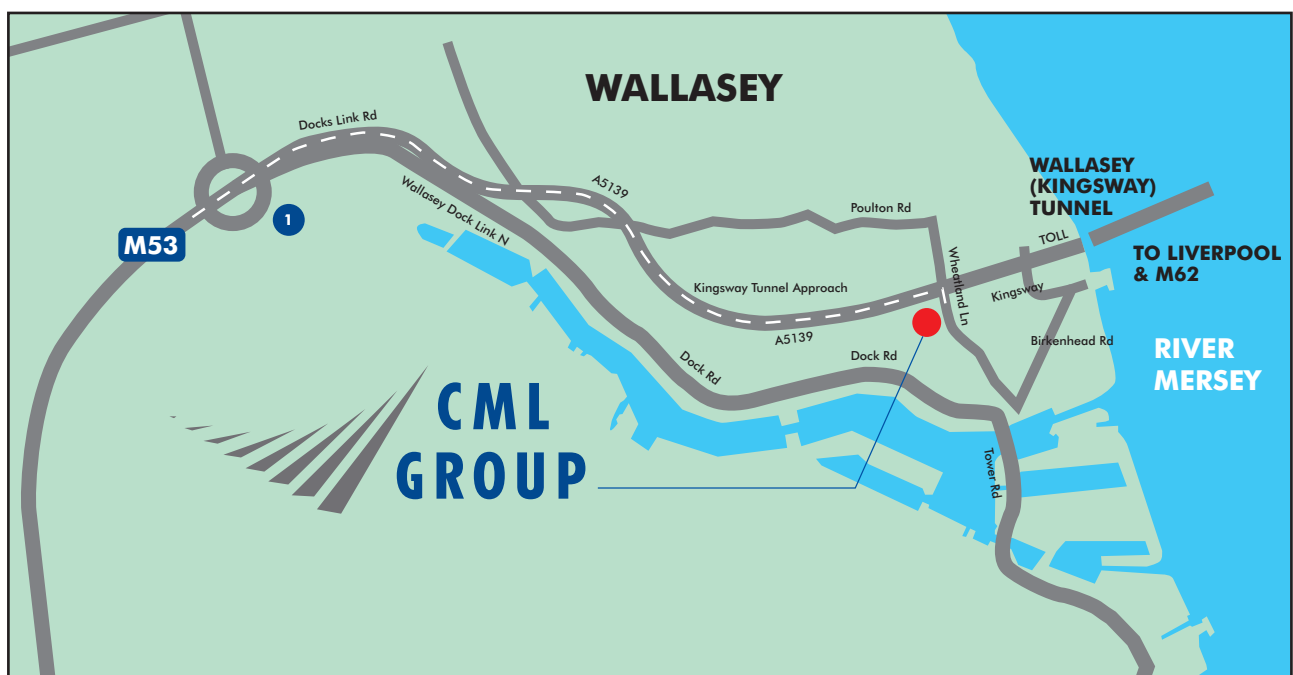 WALLASEY
Docks Link Rd
A5139
Wallasey Dock Link N
Poulton Rd
1
M53
WALLASEY
(KINGSWAY)
TUNNEL
TOLL
TO LIVERPOOL
& M62
Wheatland Ln
Kingsway
Kingsway Tunnel Approach
A5139
Birkenhead Rd
Dock Rd
Dock Rd
RIVER
MERSEY
CML
GROUP
Tower Rd